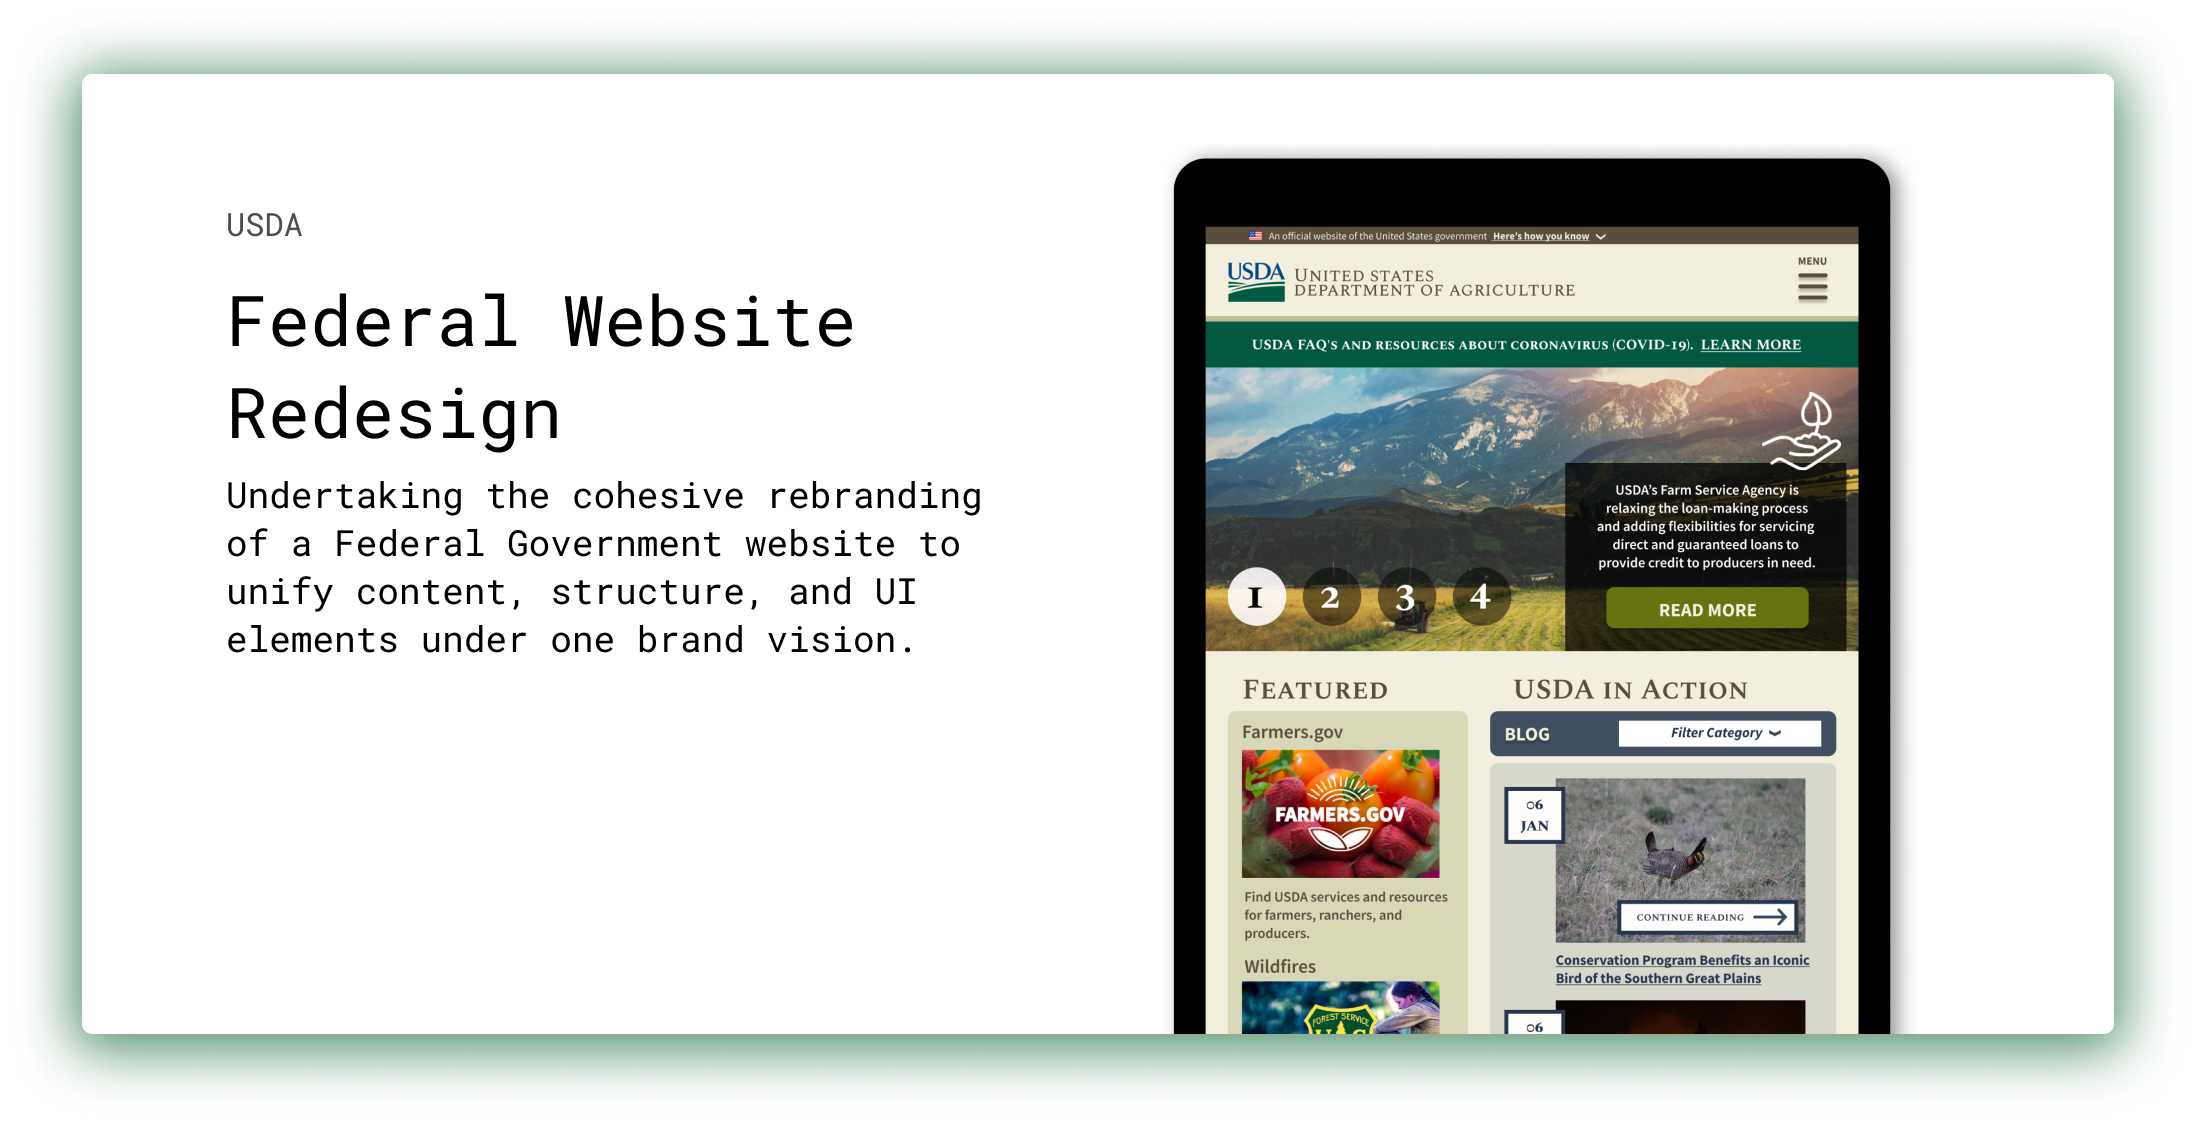 USDA
Federal Website
Redesign
Undertaking the cohesive rebranding
of a Federal Government website to
unify content, structure, and UI
elements under one brand vision.
An official website of the United States government Here's how you know
USDA
UNITED STATES
DEPARTMENT OF AGRICULTURE
MENU
USDA FAQ'S AND RESOURCES ABOUT CORONAVIRUS (COVID-19). LEARN MORE
USDA's Farm Service Agency is
relaxing the loan-making process
and adding flexibilities for servicing
direct and guaranteed loans to
provide credit to producers in need.
READ MORE
1 2 3 4
FEATURED
Farmers.gov
FARMERS.GOV
Find USDA services and resources
for farmers, ranchers, and
producers.
Wildfires
FOREST SERVICE
USDA IN ACTION
BLOG
Filter Category
06
JAN
CONTINUE READING
Conservation Program Benefits an Iconic
Bird of the Southern Great Plains
06